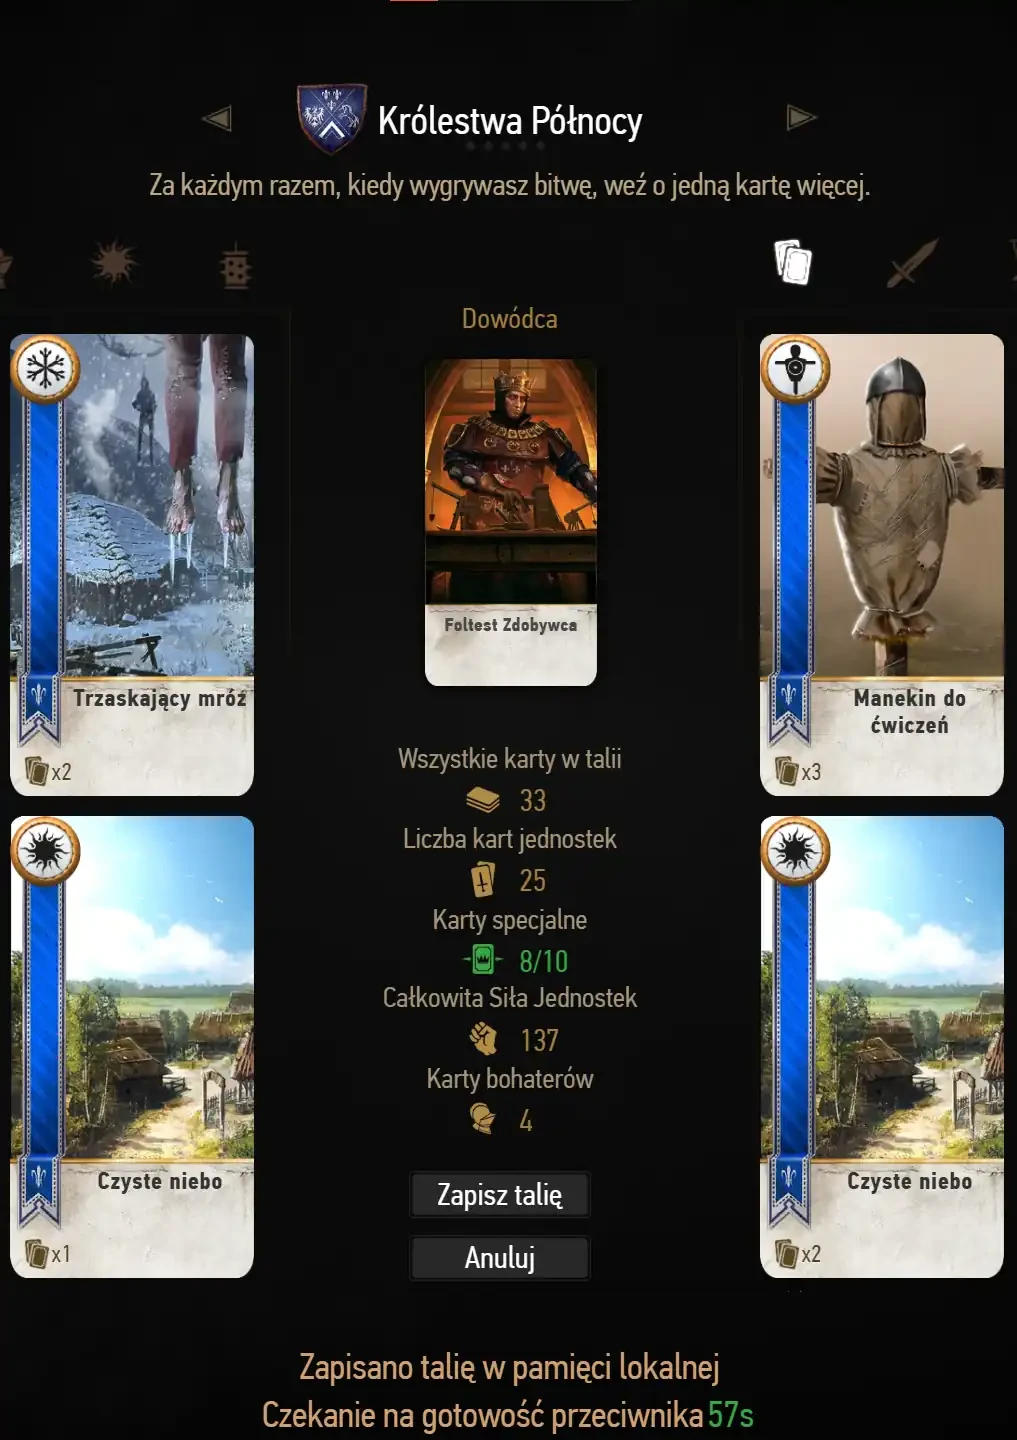 Królestwa Północy
Za każdym razem, kiedy wygrywasz bitwę, weź o jedną kartę więcej.
Dowódca
Foltest Zdobywca
Trzaskający mróz
x2
Czyste niebo
x1
Wszystkie karty w talii
33
Liczba kart jednostek
25
Karty specjalne
8/10
Całkowita Siła Jednostek
137
Karty bohaterów
4
Zapisz talię
Anuluj
Manekin do
ćwiczeń
x3
Czyste niebo
x2
Zapisano talię w pamięci lokalnej
Czekanie na gotowość przeciwnika 57s